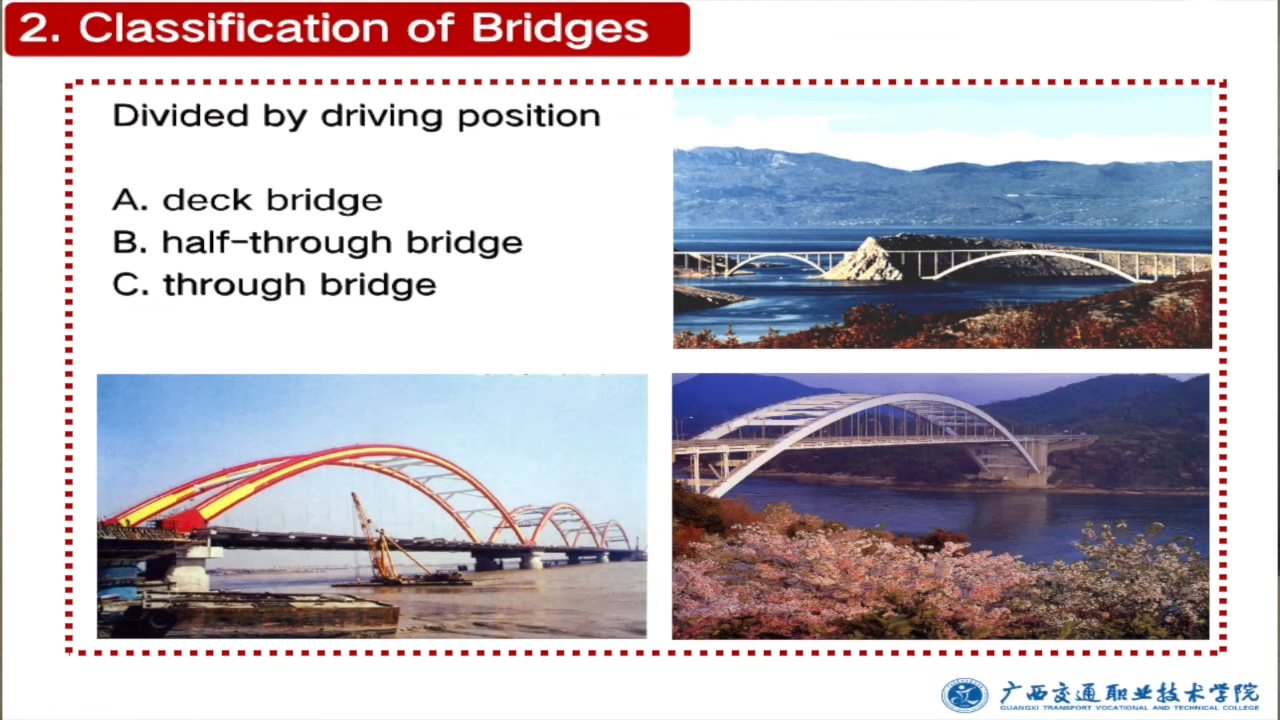 2. Classification of Bridges
Divided by driving position
A. deck bridge
B. half-through bridge
C. through bridge
广西交通职业技术学院
GUANGXI TRANSPORT VOCATIONAL AND TECHNICAL COLLEGE